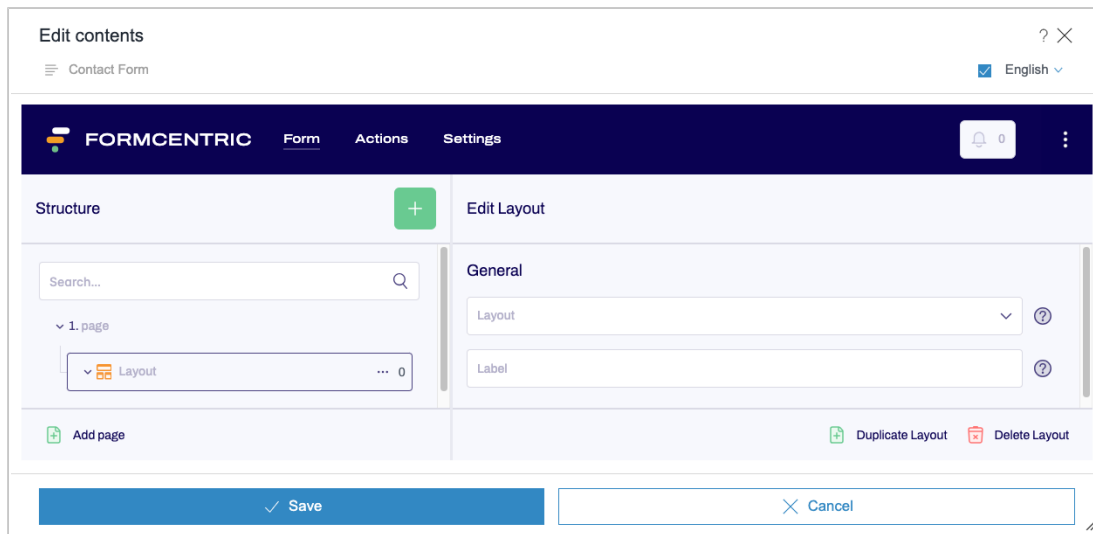 Edit contents
?
Contact Form
English
FORMCENTRIC Form Actions Settings 0
Structure
Edit Layout
Search...
General
1. page
Layout
Layout ... 0
Label
?
?
Add page
Duplicate Layout Delete Layout
Save
Cancel